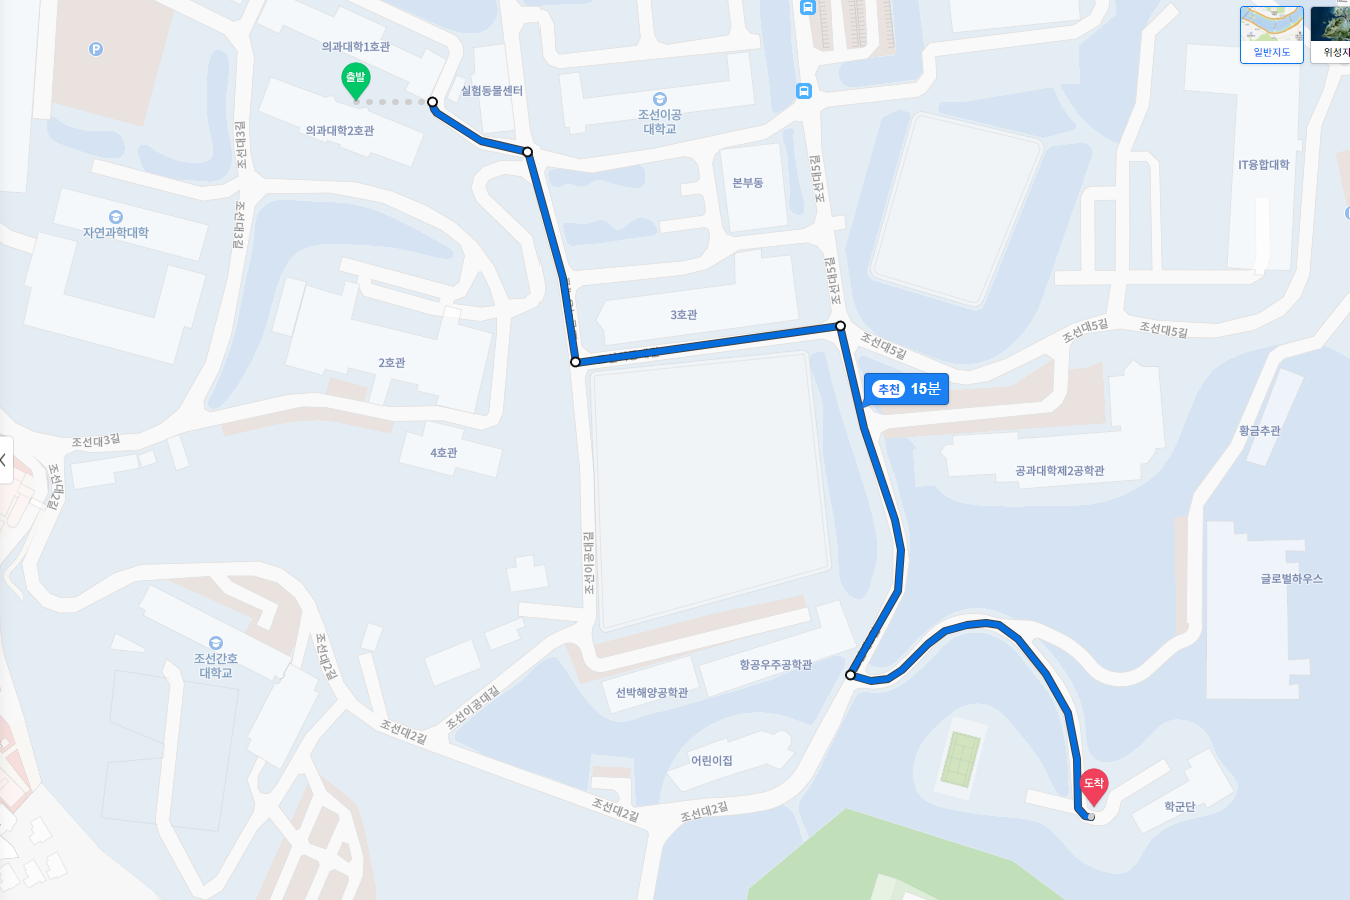 일반지도
의과대학1호관
출발
실험동물센터
의과대학2호관
조선이공
대학교
조선대3길
본부동
조선대5길
IT융합대학
자연과학대학
조선대3길
조선대5길
3호관
조선대5길
조선대5길
조선대5길
2호관
추천 15분
황금추관
조선대3길
4호관
공과대학제2공학관
조선대2길
조선이공대길
글로벌하우스
조선간호
대학교
조선대2길
항공우주공학관
선박해양공학관
조선이공대길
조선대2길
어린이집
도착
학군단
조선대2길
조선대2길
P